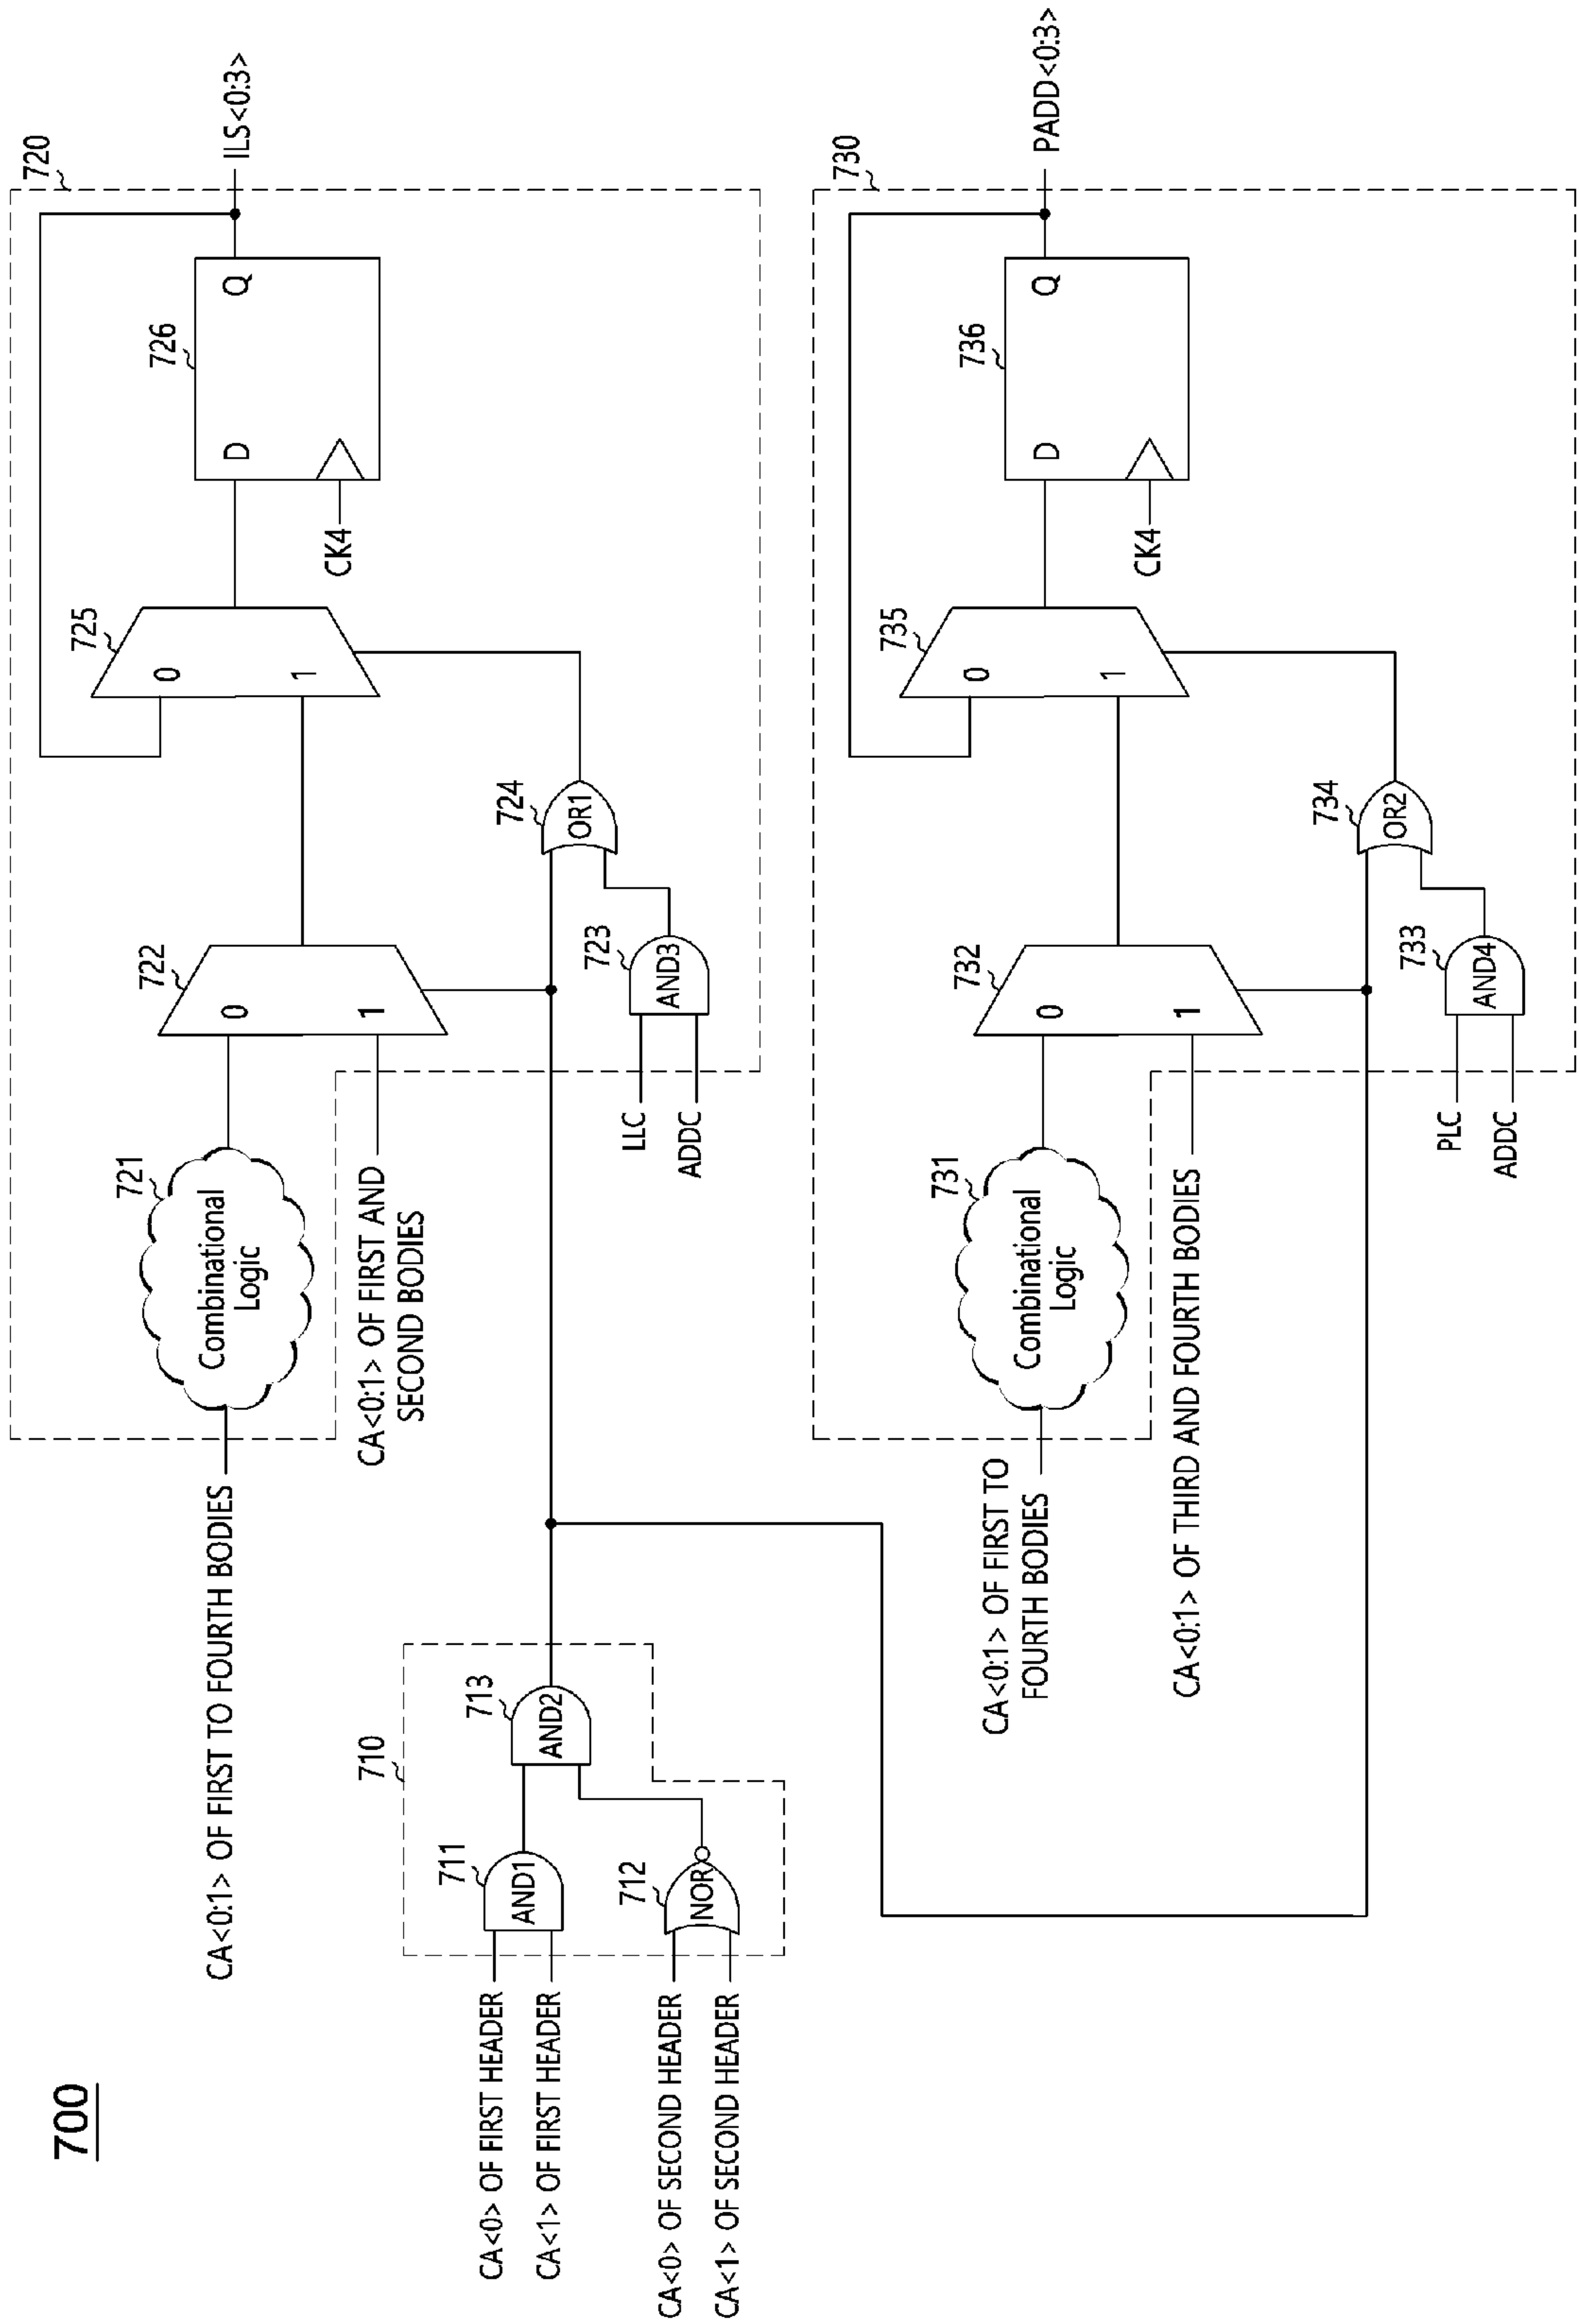 700
CA<0:1> OF FIRST TO FOURTH BODIES
721
Combinational
Logic
CA<0:1> OF FIRST AND
SECOND BODIES
722
0
1
LLC
ADDC
723
AND3
724
OR1
725
0
1
726
D
Q
CK4
720
ILS<0:3>
710
CA<0> OF FIRST HEADER
CA<1> OF FIRST HEADER
711
AND1
CA<0> OF SECOND HEADER
CA<1> OF SECOND HEADER
712
NOR
713
AND2
CA<0:1> OF FIRST TO
FOURTH BODIES
731
Combinational
Logic
CA<0:1> OF THIRD AND FOURTH BODIES
732
0
1
PLC
ADDC
733
AND4
734
OR2
735
0
1
736
D
Q
CK4
730
PADD<0:3>